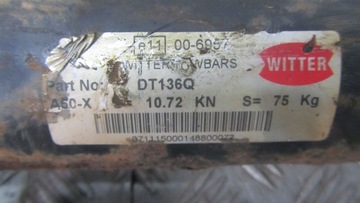 e11 00-6957
WITTER TOWBARS
WITTER
Part No: DT136Q
A50-X 10.72 KN S= 75 Kg